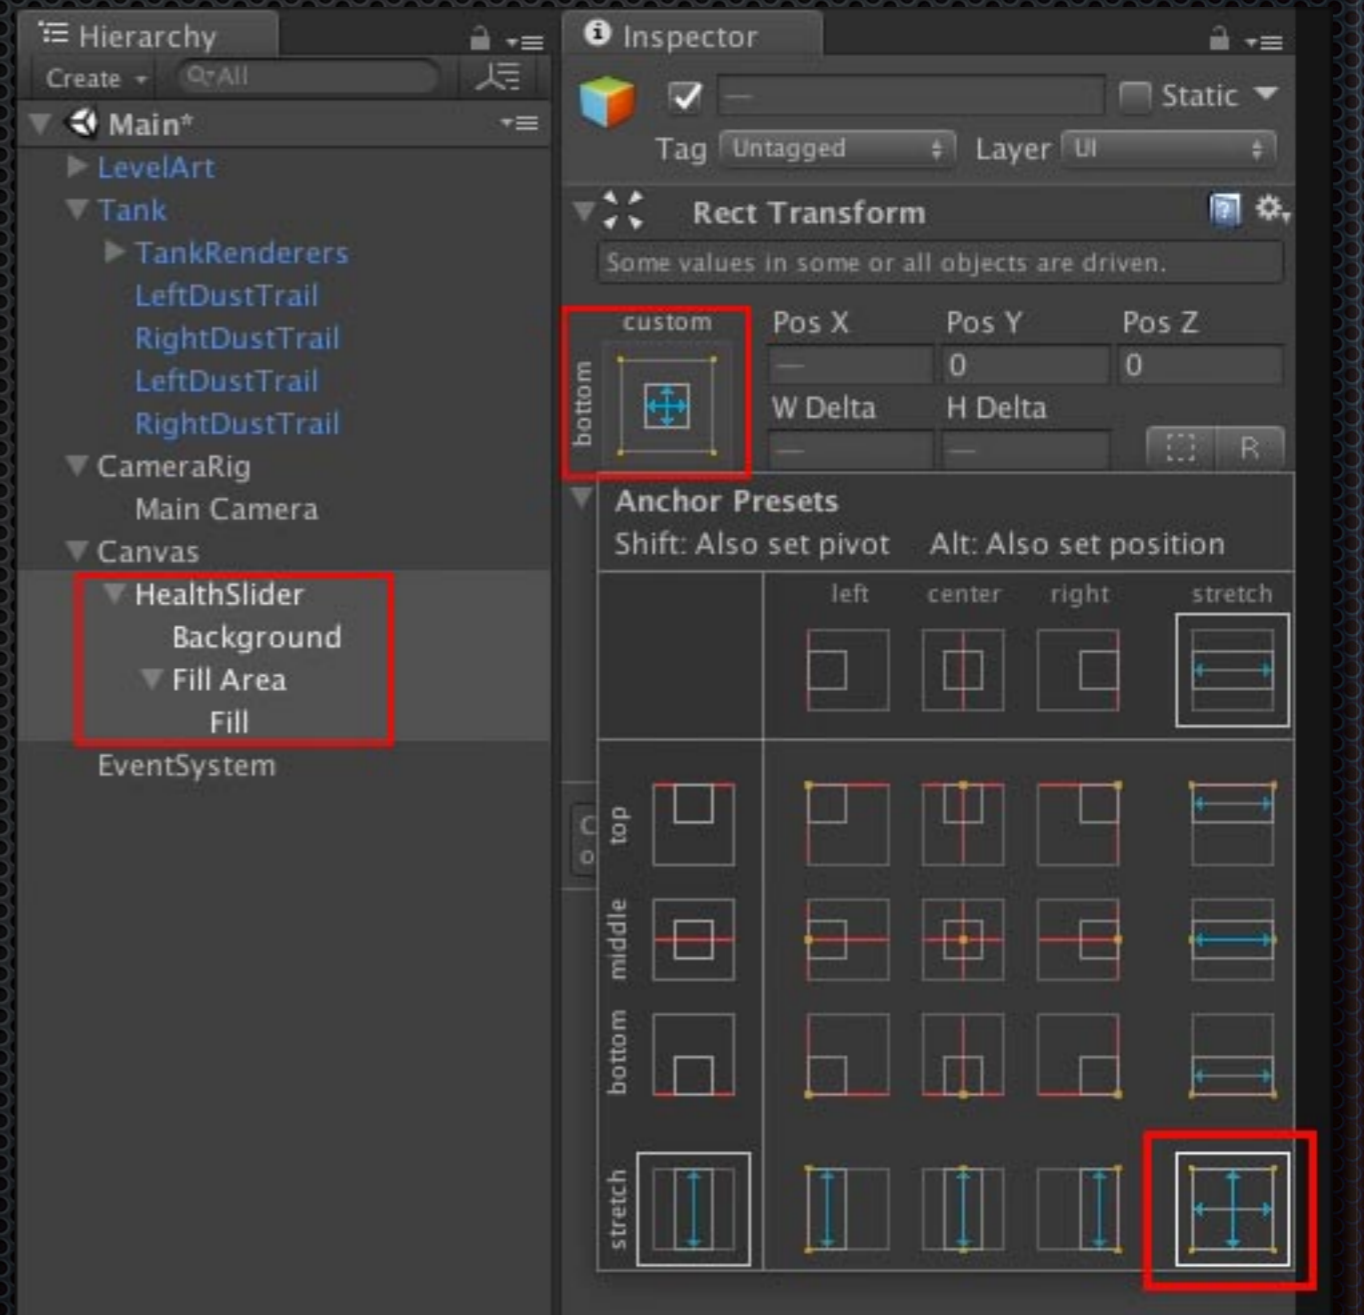 Hierarchy
Create
All
Main*
LevelArt
Tank
TankRenderers
LeftDustTrail
RightDustTrail
LeftDustTrail
RightDustTrail
CameraRig
Main Camera
Canvas
HealthSlider
Background
Fill Area
Fill
EventSystem
Inspector
Static
Tag Untagged Layer UI
Rect Transform
Some values in some or all objects are driven.
custom Pos X Pos Y Pos Z
bottom
— 0 0
W Delta H Delta
— — R
Anchor Presets
Shift: Also set pivot Alt: Also set position
left center right stretch
top
middle
bottom
stretch